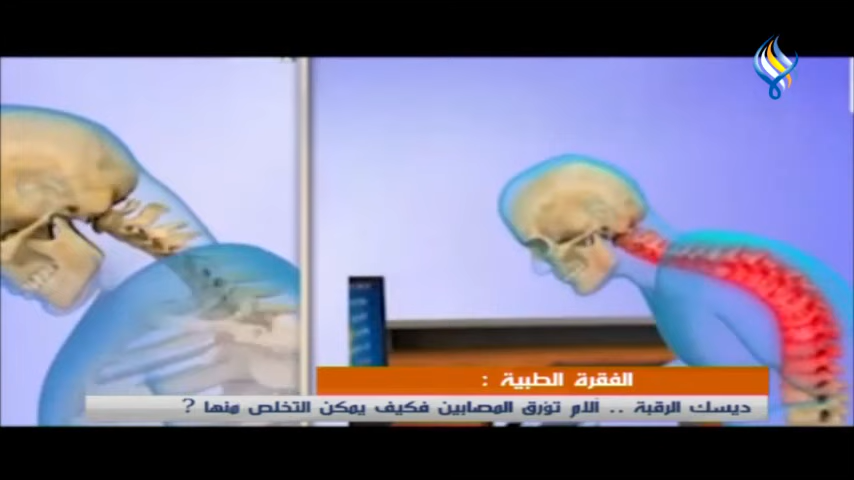 الفقرة الطبية :
ديسك الرقبة .. آلام تؤرق المصابين فكيف يمكن التخلص منها ?